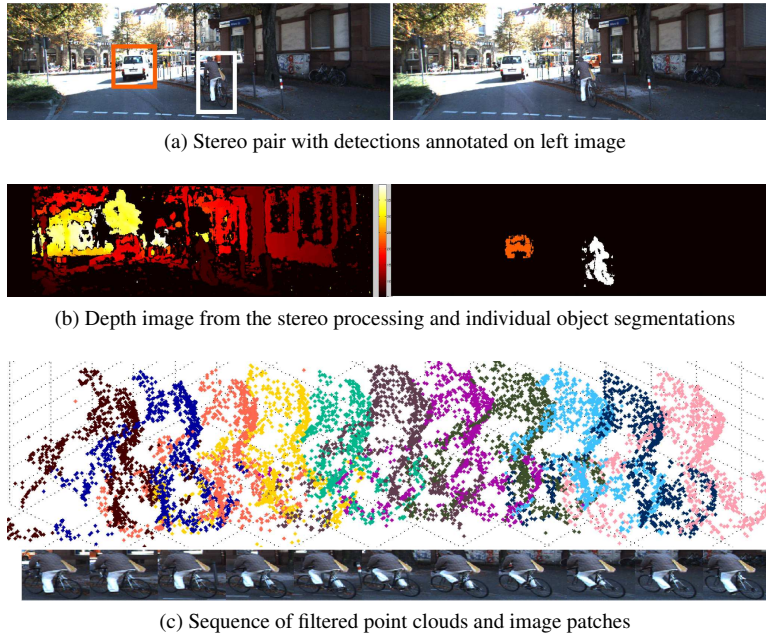 (a) Stereo pair with detections annotated on left image
(b) Depth image from the stereo processing and individual object segmentations
(c) Sequence of filtered point clouds and image patches